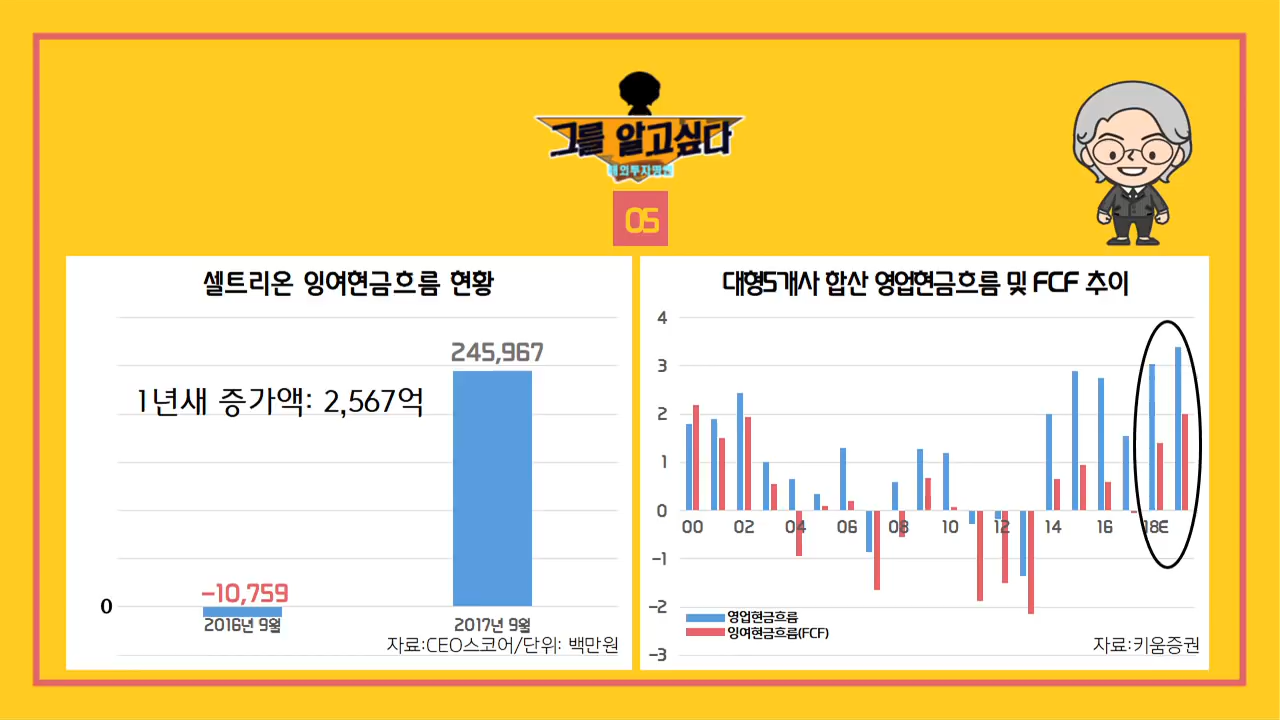 그를 알고싶다
해외투자명언
05
셀트리온 잉여현금흐름 현황
245,967
1년새 증가액: 2,567억
-10,759
0
2016년 9월
2017년 9월
자료:CEO스코어/단위: 백만원
대형5개사 합산 영업현금흐름 및 FCF 추이
4
3
2
1
0
00 02 04 06 08 10 12 14 16 18E
-1
-2
-3
영업현금흐름
잉여현금흐름(FCF)
자료:키움증권